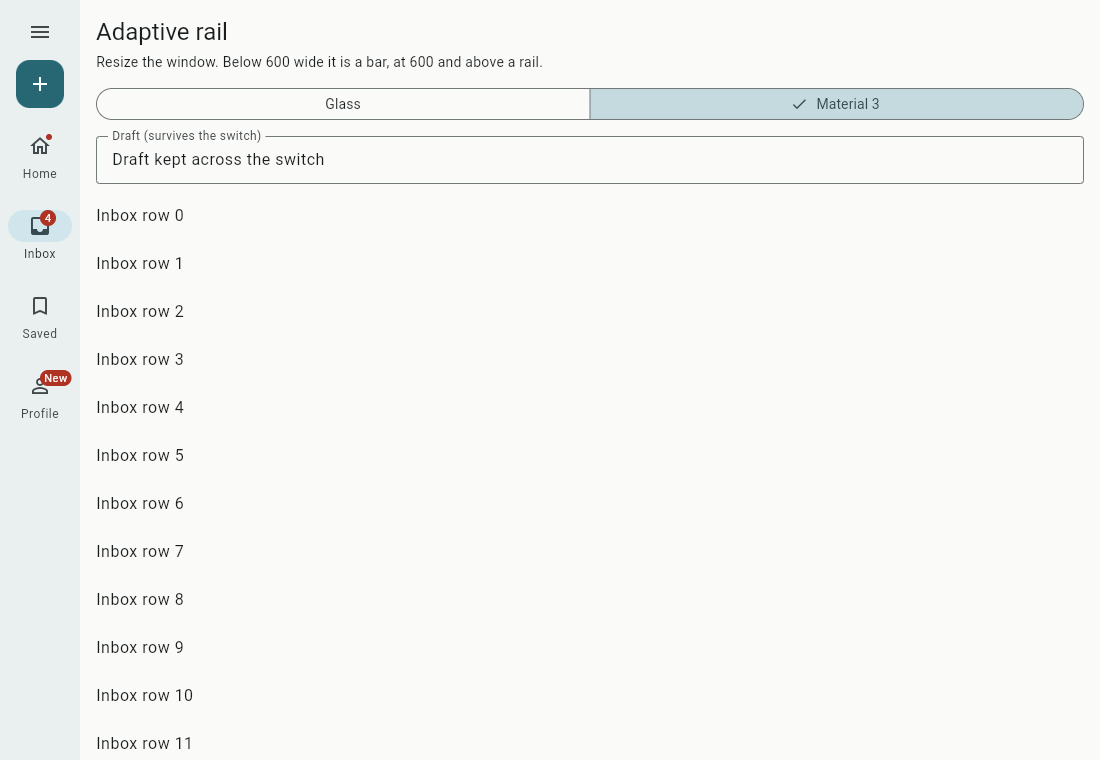 Adaptive rail
Resize the window. Below 600 wide it is a bar, at 600 and above a rail.
Glass
Material 3
Draft (survives the switch)
Draft kept across the switch
Home
4
Inbox
Saved
New
Profile
Inbox row 0
Inbox row 1
Inbox row 2
Inbox row 3
Inbox row 4
Inbox row 5
Inbox row 6
Inbox row 7
Inbox row 8
Inbox row 9
Inbox row 10
Inbox row 11